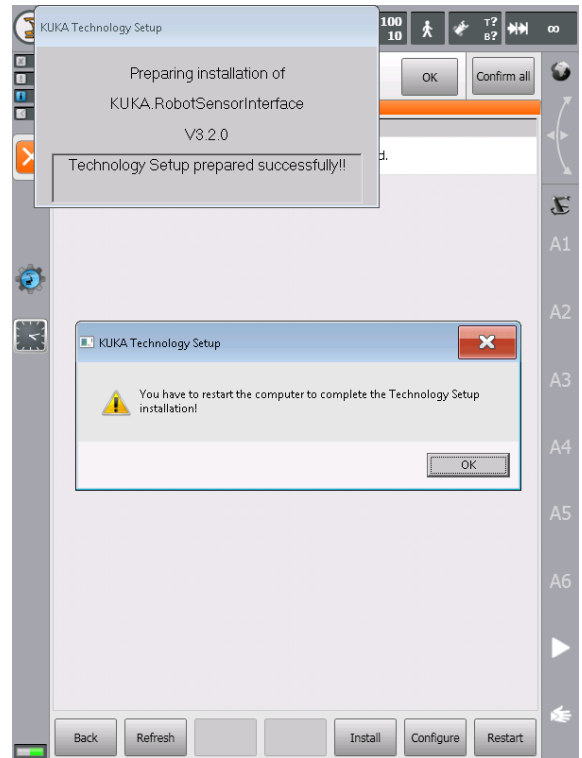 KUKA Technology Setup
100
10
T?
B?
∞
Preparing installation of
KUKA.RobotSensorInterface
V3.2.0
Technology Setup prepared successfully!!
OK
Confirm all
d.
A1
A2
KUKA Technology Setup
You have to restart the computer to complete the Technology Setup
installation!
OK
A3
A4
A5
A6
Back
Refresh
Install
Configure
Restart